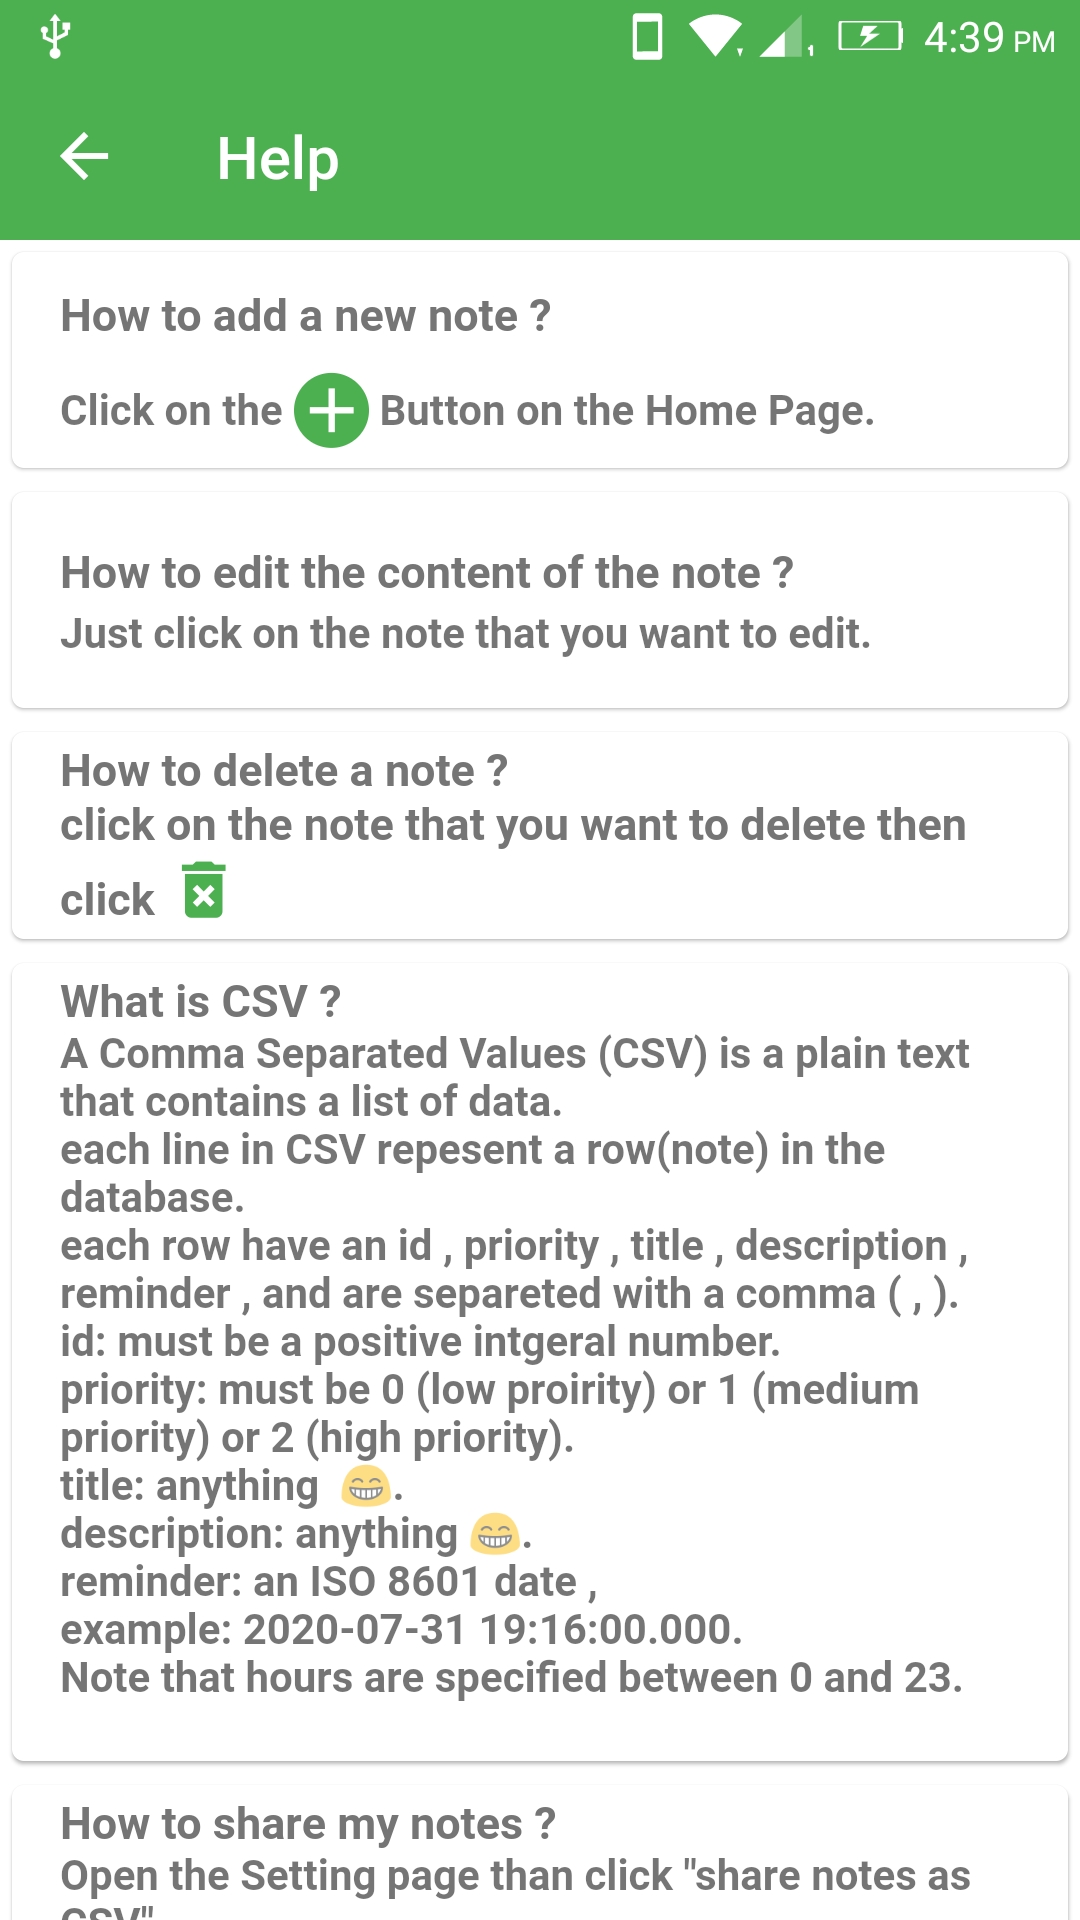 4:39 PM
Help
How to add a new note ?
Click on the Button on the Home Page.
How to edit the content of the note ?
Just click on the note that you want to edit.
How to delete a note ?
click on the note that you want to delete then
click
What is CSV ?
A Comma Separated Values (CSV) is a plain text
that contains a list of data.
each line in CSV repesent a row(note) in the
database.
each row have an id , priority , title , description ,
reminder , and are separeted with a comma ( , ).
id: must be a positive intgeral number.
priority: must be 0 (low proirity) or 1 (medium
priority) or 2 (high priority).
title: anything 😁.
description: anything 😁.
reminder: an ISO 8601 date ,
example: 2020-07-31 19:16:00.000.
Note that hours are specified between 0 and 23.
How to share my notes ?
Open the Setting page than click "share notes as
CSV"